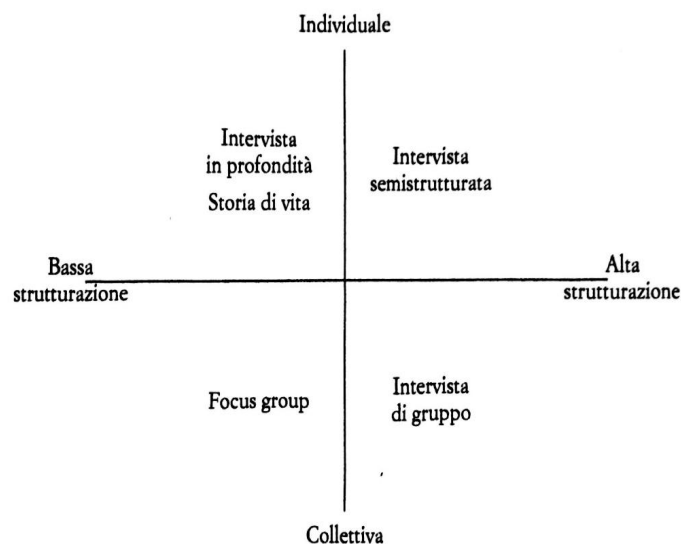 Individuale
Intervista
in profondità
Storia di vita
Intervista
semistrutturata
Bassa
strutturazione
Alta
strutturazione
Focus group
Intervista
di gruppo
Collettiva